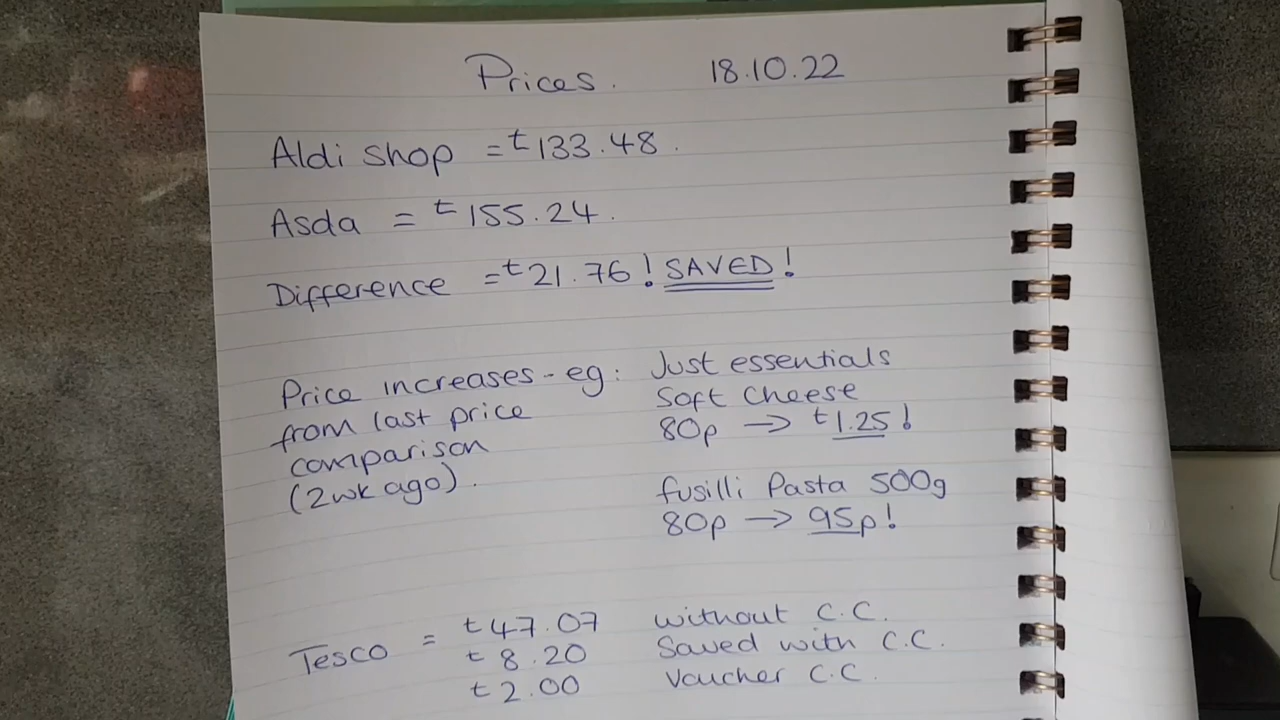 Prices. 18.10.22
Aldi shop = £133.48.
Asda = £155.24.
Difference = £21.76! SAVED!
Price increases - eg:
from last price
comparison
(2wk ago).
Just essentials
Soft Cheese
80p → £1.25!
fusilli Pasta 500g
80p → 95p!
Tesco = £47.07 without C.C.
£8.20 Saved with C.C.
£2.00 Voucher C.C.